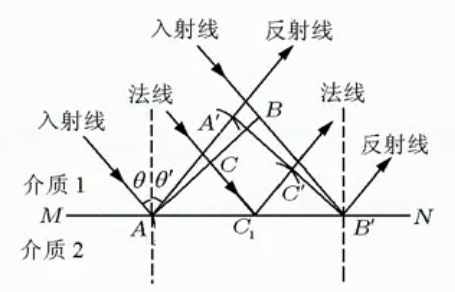 入射线 反射线
法线 法线
入射线 A' B 反射线
θ θ' C C'
介质 1
M A C₁ B' N
介质 2